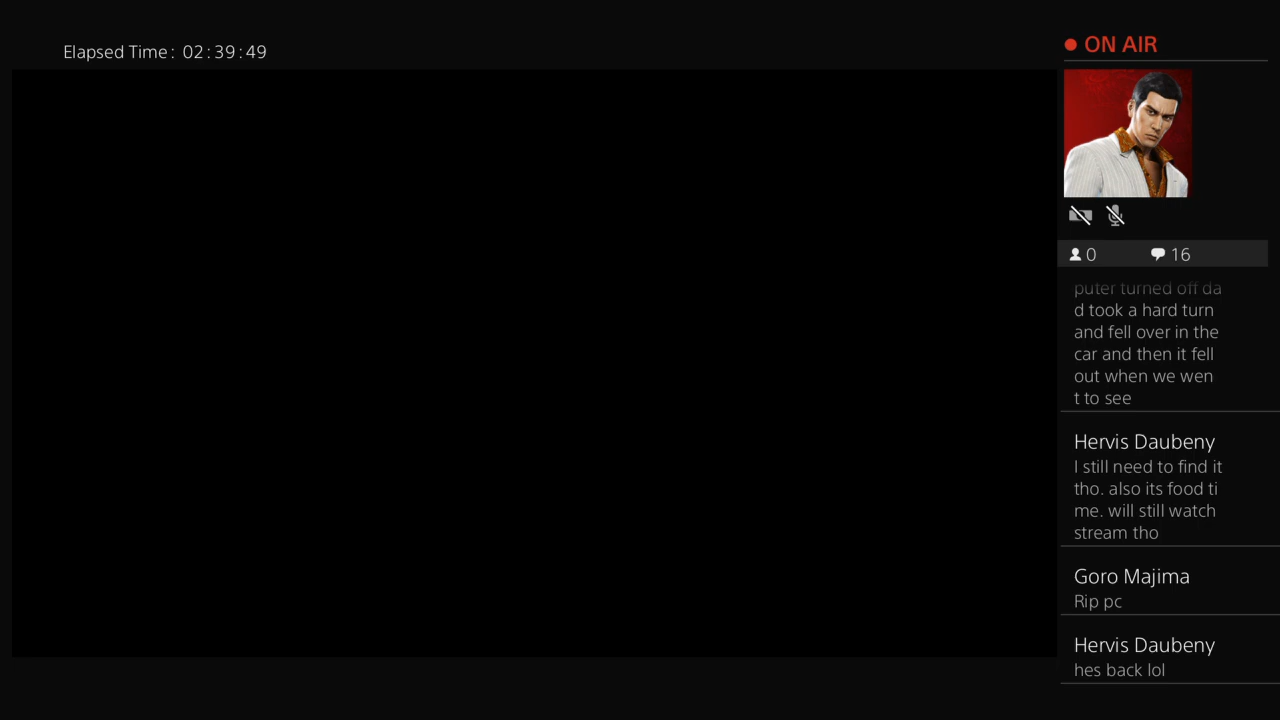 Elapsed Time: 02:39:49
ON AIR
0 16
puter turned off da
d took a hard turn
and fell over in the
car and then it fell
out when we wen
t to see
Hervis Daubeny
I still need to find it
tho. also its food ti
me. will still watch
stream tho
Goro Majima
Rip pc
Hervis Daubeny
hes back lol